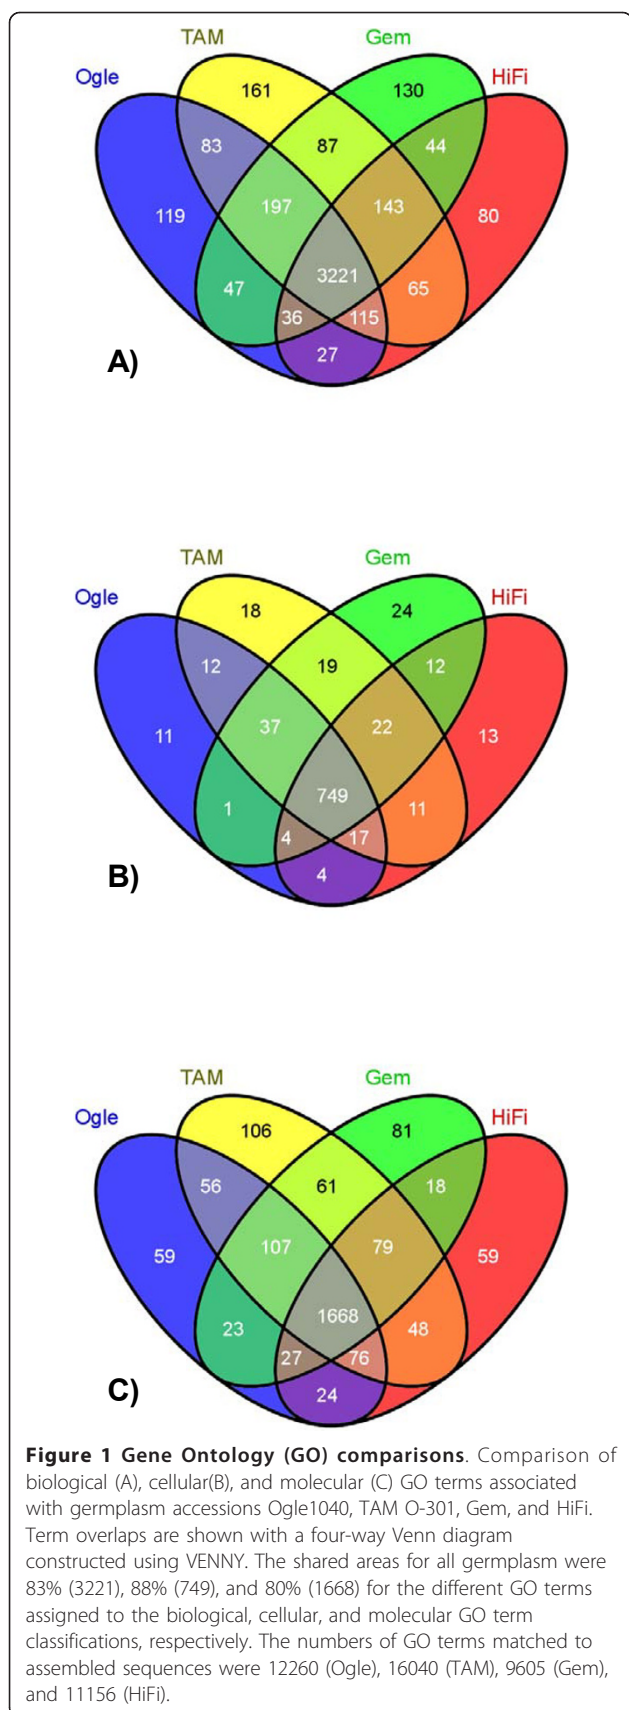 TAM
Gem
Ogle
HiFi
161
130
83
87
44
119
197
143
80
3221
47
65
36
115
27
A)
TAM
Gem
Ogle
HiFi
18
24
12
19
12
11
37
22
13
749
1
11
4
17
4
B)
TAM
Gem
Ogle
HiFi
106
81
56
61
18
59
107
79
59
1668
23
48
27
76
24
C)
Figure 1 Gene Ontology (GO) comparisons. Comparison of
biological (A), cellular(B), and molecular (C) GO terms associated
with germplasm accessions Ogle1040, TAM O-301, Gem, and HiFi.
Term overlaps are shown with a four-way Venn diagram
constructed using VENNY. The shared areas for all germplasm were
83% (3221), 88% (749), and 80% (1668) for the different GO terms
assigned to the biological, cellular, and molecular GO term
classifications, respectively. The numbers of GO terms matched to
assembled sequences were 12260 (Ogle), 16040 (TAM), 9605 (Gem),
and 11156 (HiFi).